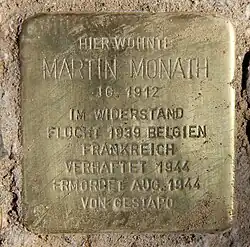 HIER WOHNTE
MARTIN MONATH
JG. 1912
IM WIDERSTAND
FLUCHT 1939 BELGIEN
FRANKREICH
VERHAFTET 1944
ERMORDET AUG. 1944
VON GESTAPO